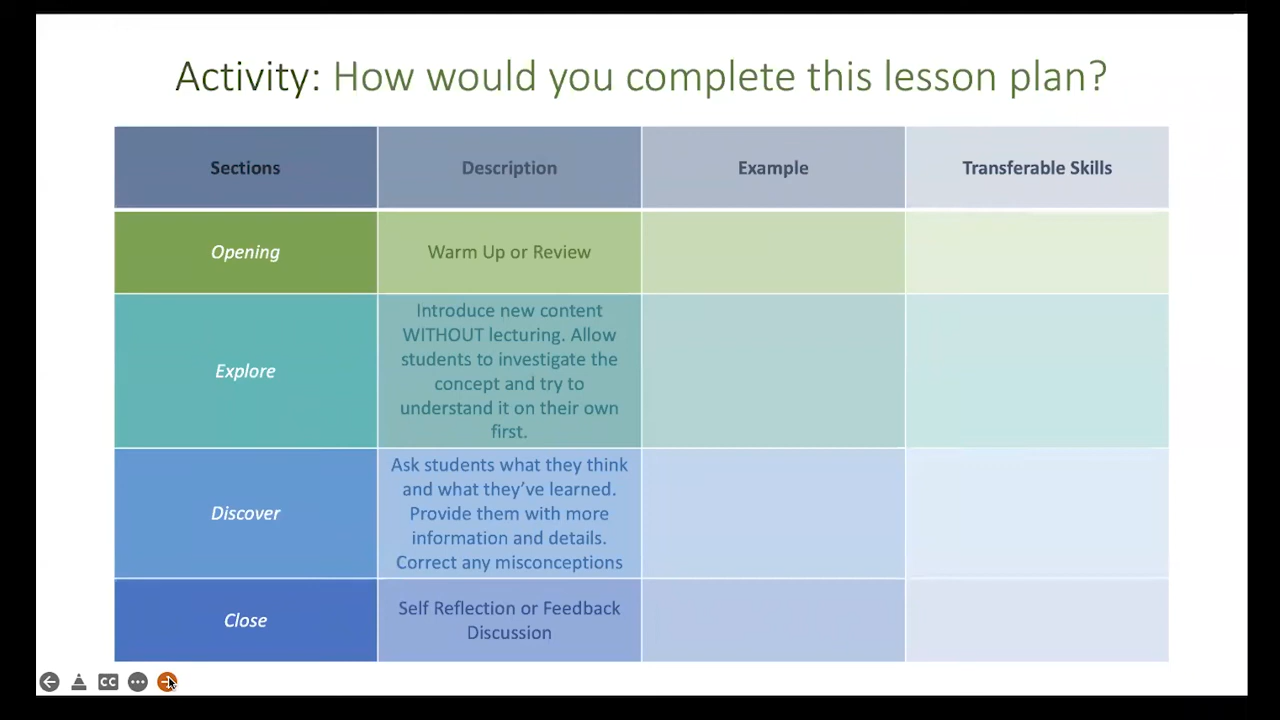 Activity: How would you complete this lesson plan?
Sections
Description
Example
Transferable Skills
Opening
Warm Up or Review
Explore
Introduce new content
WITHOUT lecturing. Allow
students to investigate the
concept and try to
understand it on their own
first.
Discover
Ask students what they think
and what they’ve learned.
Provide them with more
information and details.
Correct any misconceptions
Close
Self Reflection or Feedback
Discussion
CC